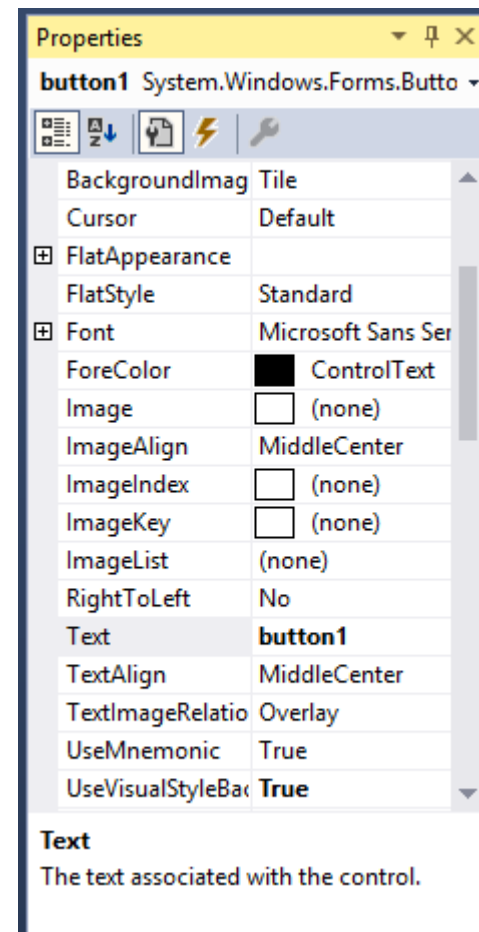 Properties
button1 System.Windows.Forms.Butto
BackgroundImag Tile
Cursor Default
FlatAppearance
FlatStyle Standard
Font Microsoft Sans Ser
ForeColor ControlText
Image (none)
ImageAlign MiddleCenter
ImageIndex (none)
ImageKey (none)
ImageList (none)
RightToLeft No
Text button1
TextAlign MiddleCenter
TextImageRelatio Overlay
UseMnemonic True
UseVisualStyleBac True
Text
The text associated with the control.